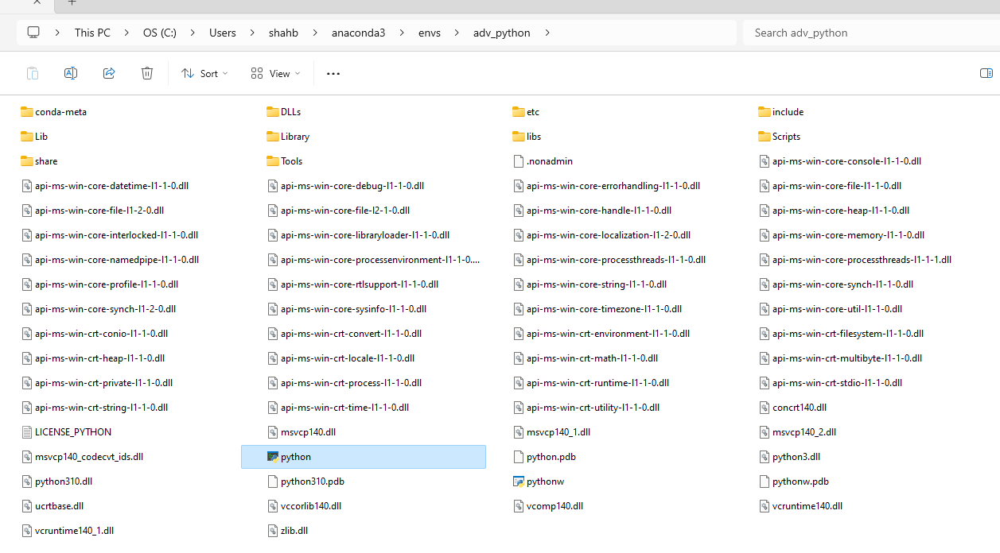 This PC > OS (C:) > Users > shahb > anaconda3 > envs > adv_python >
Search adv_python
Sort
View
conda-meta
DLLs
etc
include
Lib
Library
libs
Scripts
share
Tools
.nonadmin
api-ms-win-core-console-l1-1-0.dll
api-ms-win-core-datetime-l1-1-0.dll
api-ms-win-core-debug-l1-1-0.dll
api-ms-win-core-errorhandling-l1-1-0.dll
api-ms-win-core-file-l1-1-0.dll
api-ms-win-core-file-l1-2-0.dll
api-ms-win-core-file-l2-1-0.dll
api-ms-win-core-handle-l1-1-0.dll
api-ms-win-core-heap-l1-1-0.dll
api-ms-win-core-interlocked-l1-1-0.dll
api-ms-win-core-libraryloader-l1-1-0.dll
api-ms-win-core-localization-l1-2-0.dll
api-ms-win-core-memory-l1-1-0.dll
api-ms-win-core-namedpipe-l1-1-0.dll
api-ms-win-core-processenvironment-l1-1-0....
api-ms-win-core-processthreads-l1-1-0.dll
api-ms-win-core-processthreads-l1-1-1.dll
api-ms-win-core-profile-l1-1-0.dll
api-ms-win-core-rtlsupport-l1-1-0.dll
api-ms-win-core-string-l1-1-0.dll
api-ms-win-core-synch-l1-1-0.dll
api-ms-win-core-synch-l1-2-0.dll
api-ms-win-core-sysinfo-l1-1-0.dll
api-ms-win-core-timezone-l1-1-0.dll
api-ms-win-core-util-l1-1-0.dll
api-ms-win-crt-conio-l1-1-0.dll
api-ms-win-crt-convert-l1-1-0.dll
api-ms-win-crt-environment-l1-1-0.dll
api-ms-win-crt-filesystem-l1-1-0.dll
api-ms-win-crt-heap-l1-1-0.dll
api-ms-win-crt-locale-l1-1-0.dll
api-ms-win-crt-math-l1-1-0.dll
api-ms-win-crt-multibyte-l1-1-0.dll
api-ms-win-crt-private-l1-1-0.dll
api-ms-win-crt-process-l1-1-0.dll
api-ms-win-crt-runtime-l1-1-0.dll
api-ms-win-crt-stdio-l1-1-0.dll
api-ms-win-crt-string-l1-1-0.dll
api-ms-win-crt-time-l1-1-0.dll
api-ms-win-crt-utility-l1-1-0.dll
concrt140.dll
LICENSE_PYTHON
msvcp140.dll
msvcp140_1.dll
msvcp140_2.dll
msvcp140_codecvt_ids.dll
python
python.pdb
python3.dll
python310.dll
python310.pdb
pythonw
pythonw.pdb
ucrtbase.dll
vccorlib140.dll
vcomp140.dll
vcruntime140.dll
vcruntime140_1.dll
zlib.dll